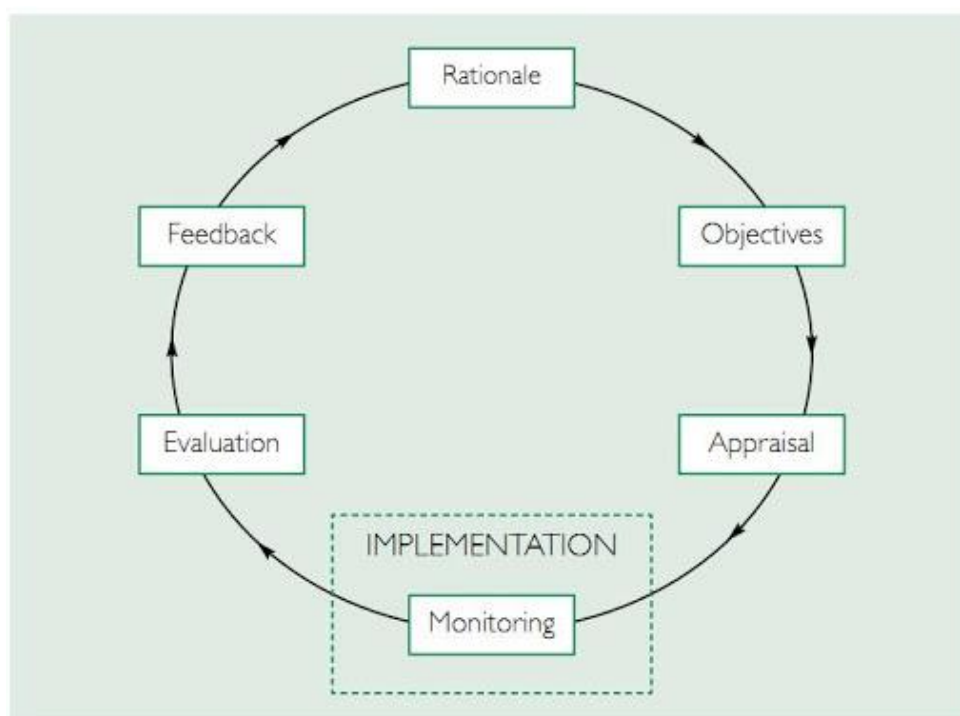 Rationale
Objectives
Appraisal
IMPLEMENTATION
Monitoring
Evaluation
Feedback